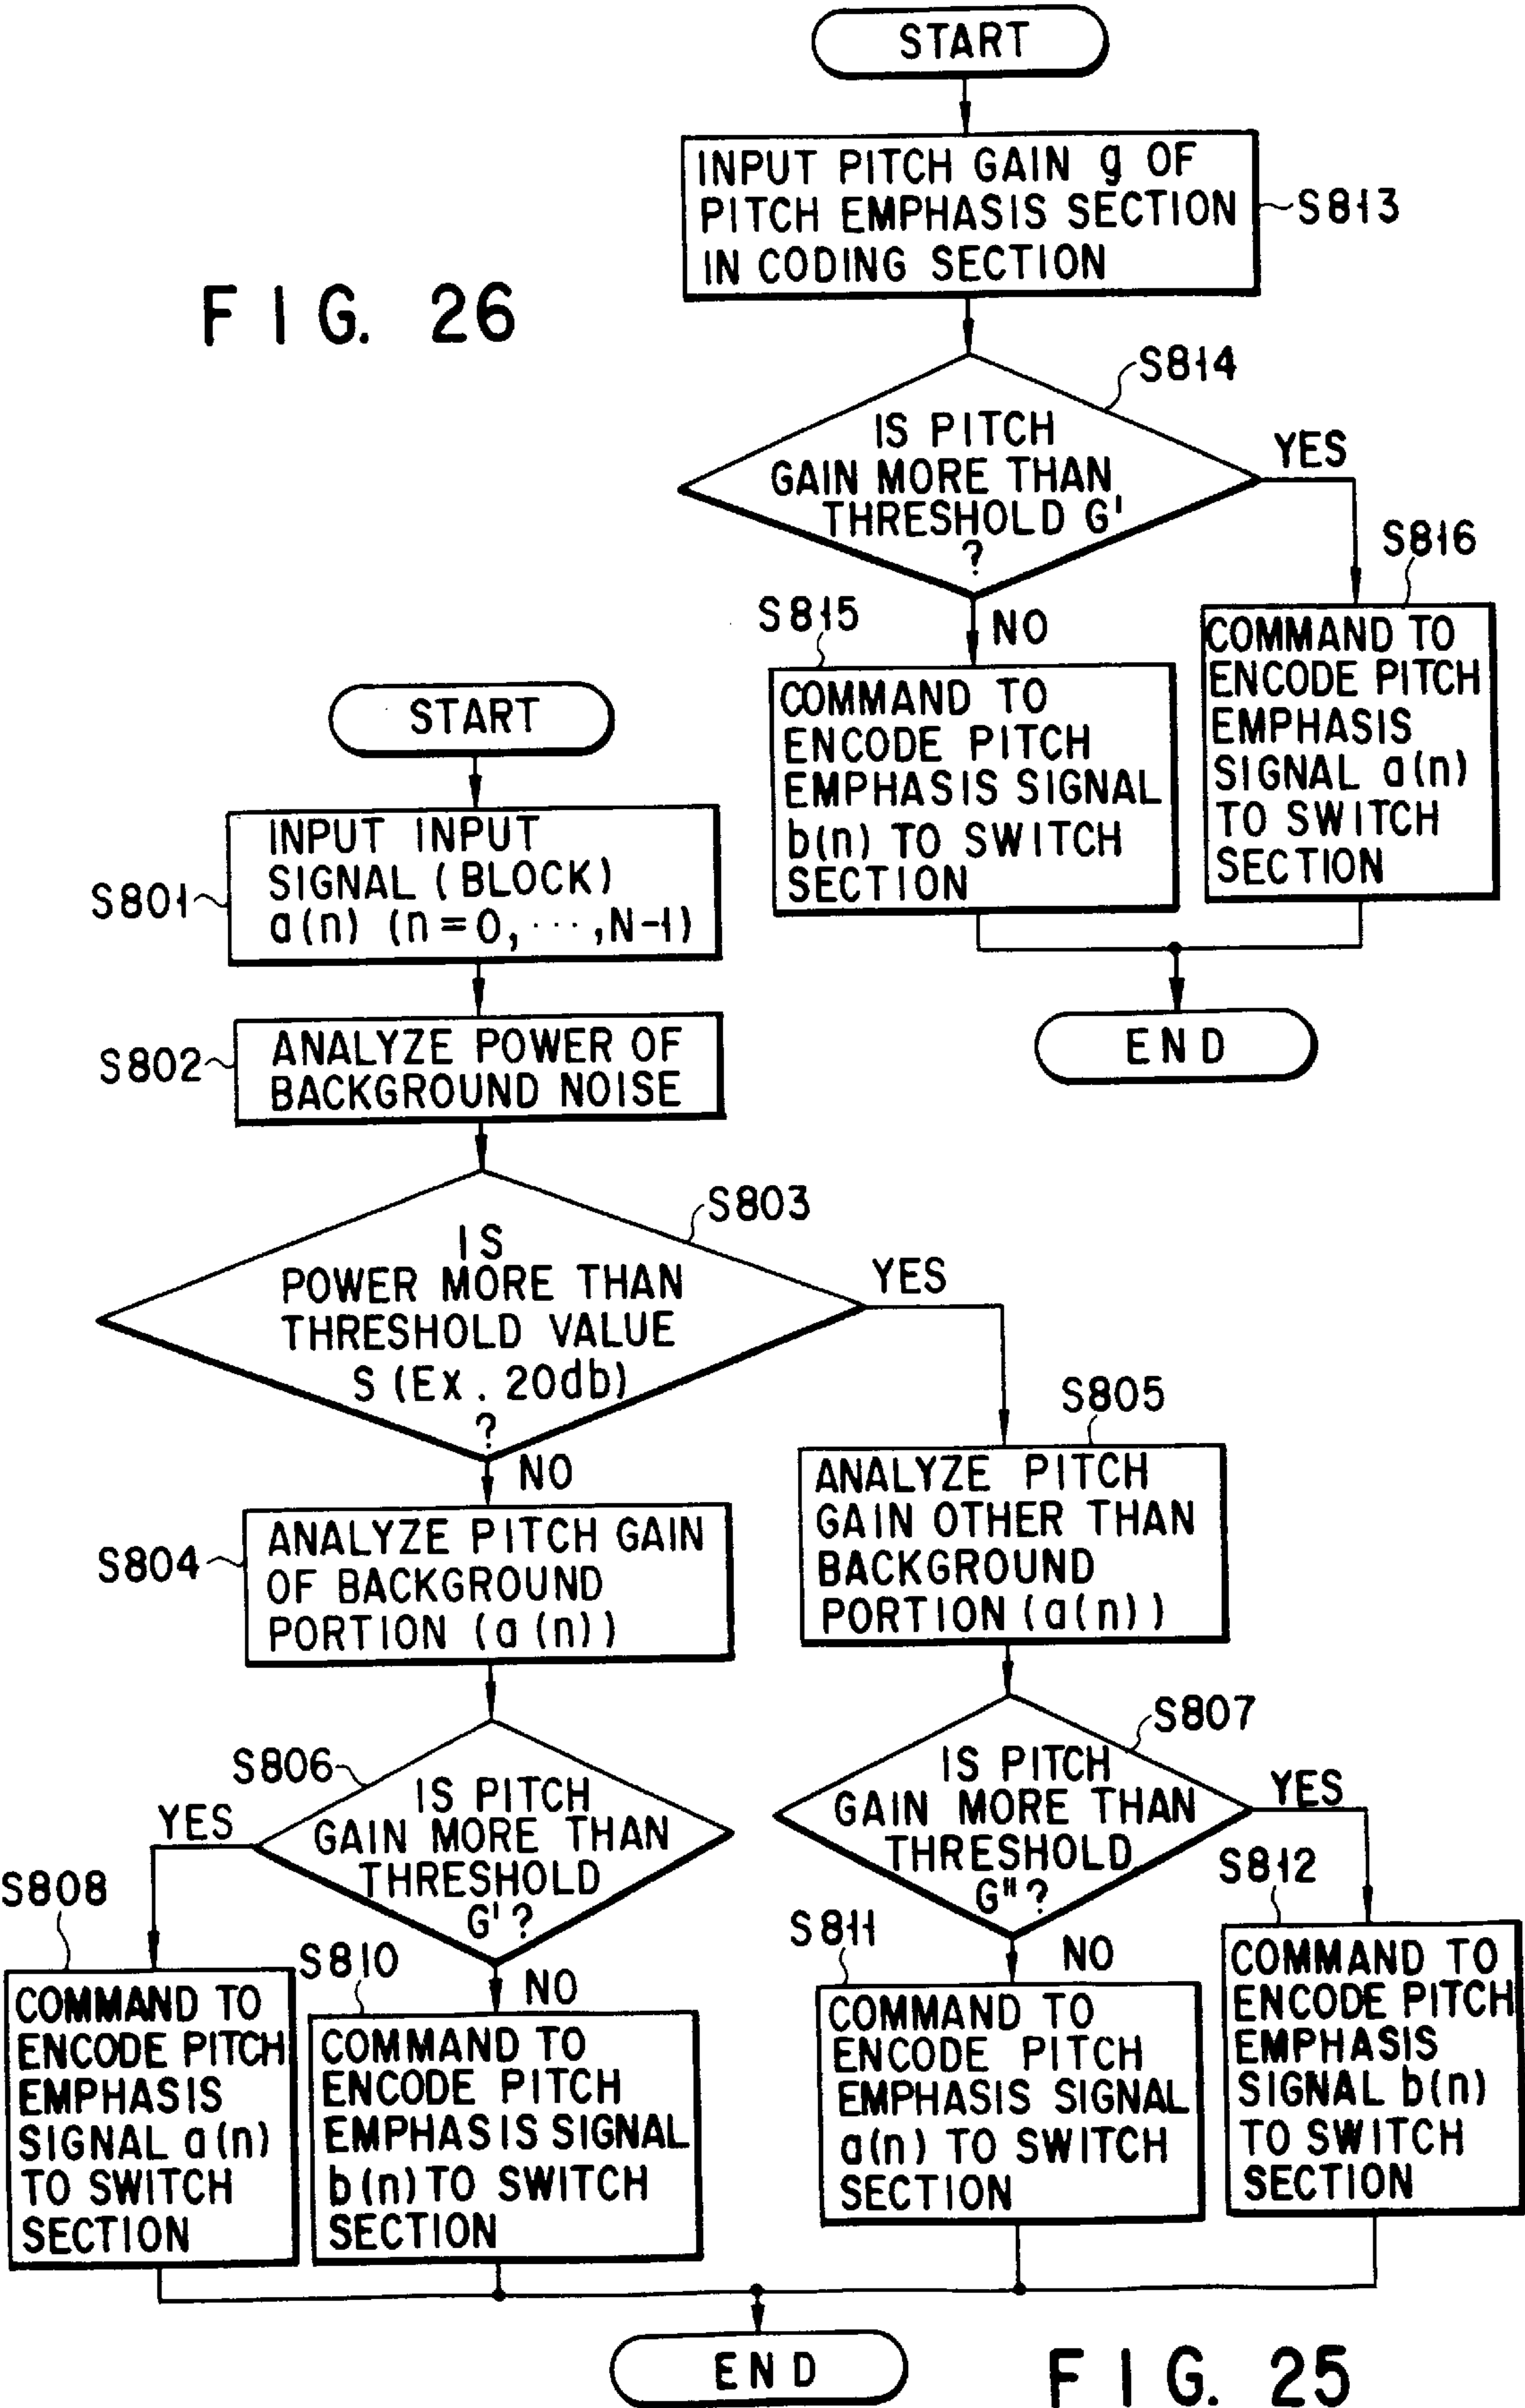 START
INPUT PITCH GAIN g OF
PITCH EMPHASIS SECTION
IN CODING SECTION
S813
FIG. 26
S814
IS PITCH
GAIN MORE THAN
THRESHOLD G'
?
YES
S816
S815
NO
COMMAND TO
ENCODE PITCH
EMPHASIS SIGNAL
b(n) TO SWITCH
SECTION
COMMAND TO
ENCODE PITCH
EMPHASIS
SIGNAL a(n)
TO SWITCH
SECTION
END
START
INPUT INPUT
SIGNAL (BLOCK)
a(n) (n=0, ···, N-1)
S801
ANALYZE POWER OF
BACKGROUND NOISE
S802
S803
IS
POWER MORE THAN
THRESHOLD VALUE
S (Ex. 20db)
?
YES
NO
S805
ANALYZE PITCH GAIN
OF BACKGROUND
PORTION (a(n))
S804
ANALYZE PITCH
GAIN OTHER THAN
BACKGROUND
PORTION (a(n))
S806
IS PITCH
GAIN MORE THAN
THRESHOLD
G'?
YES
NO
S807
IS PITCH
GAIN MORE THAN
THRESHOLD
G"?
YES
NO
S808
COMMAND TO
ENCODE PITCH
EMPHASIS
SIGNAL a(n)
TO SWITCH
SECTION
S810
COMMAND TO
ENCODE PITCH
EMPHASIS SIGNAL
b(n) TO SWITCH
SECTION
S811
COMMAND TO
ENCODE PITCH
EMPHASIS SIGNAL
a(n) TO SWITCH
SECTION
S812
COMMAND TO
ENCODE PITCH
EMPHASIS
SIGNAL b(n)
TO SWITCH
SECTION
END
FIG. 25